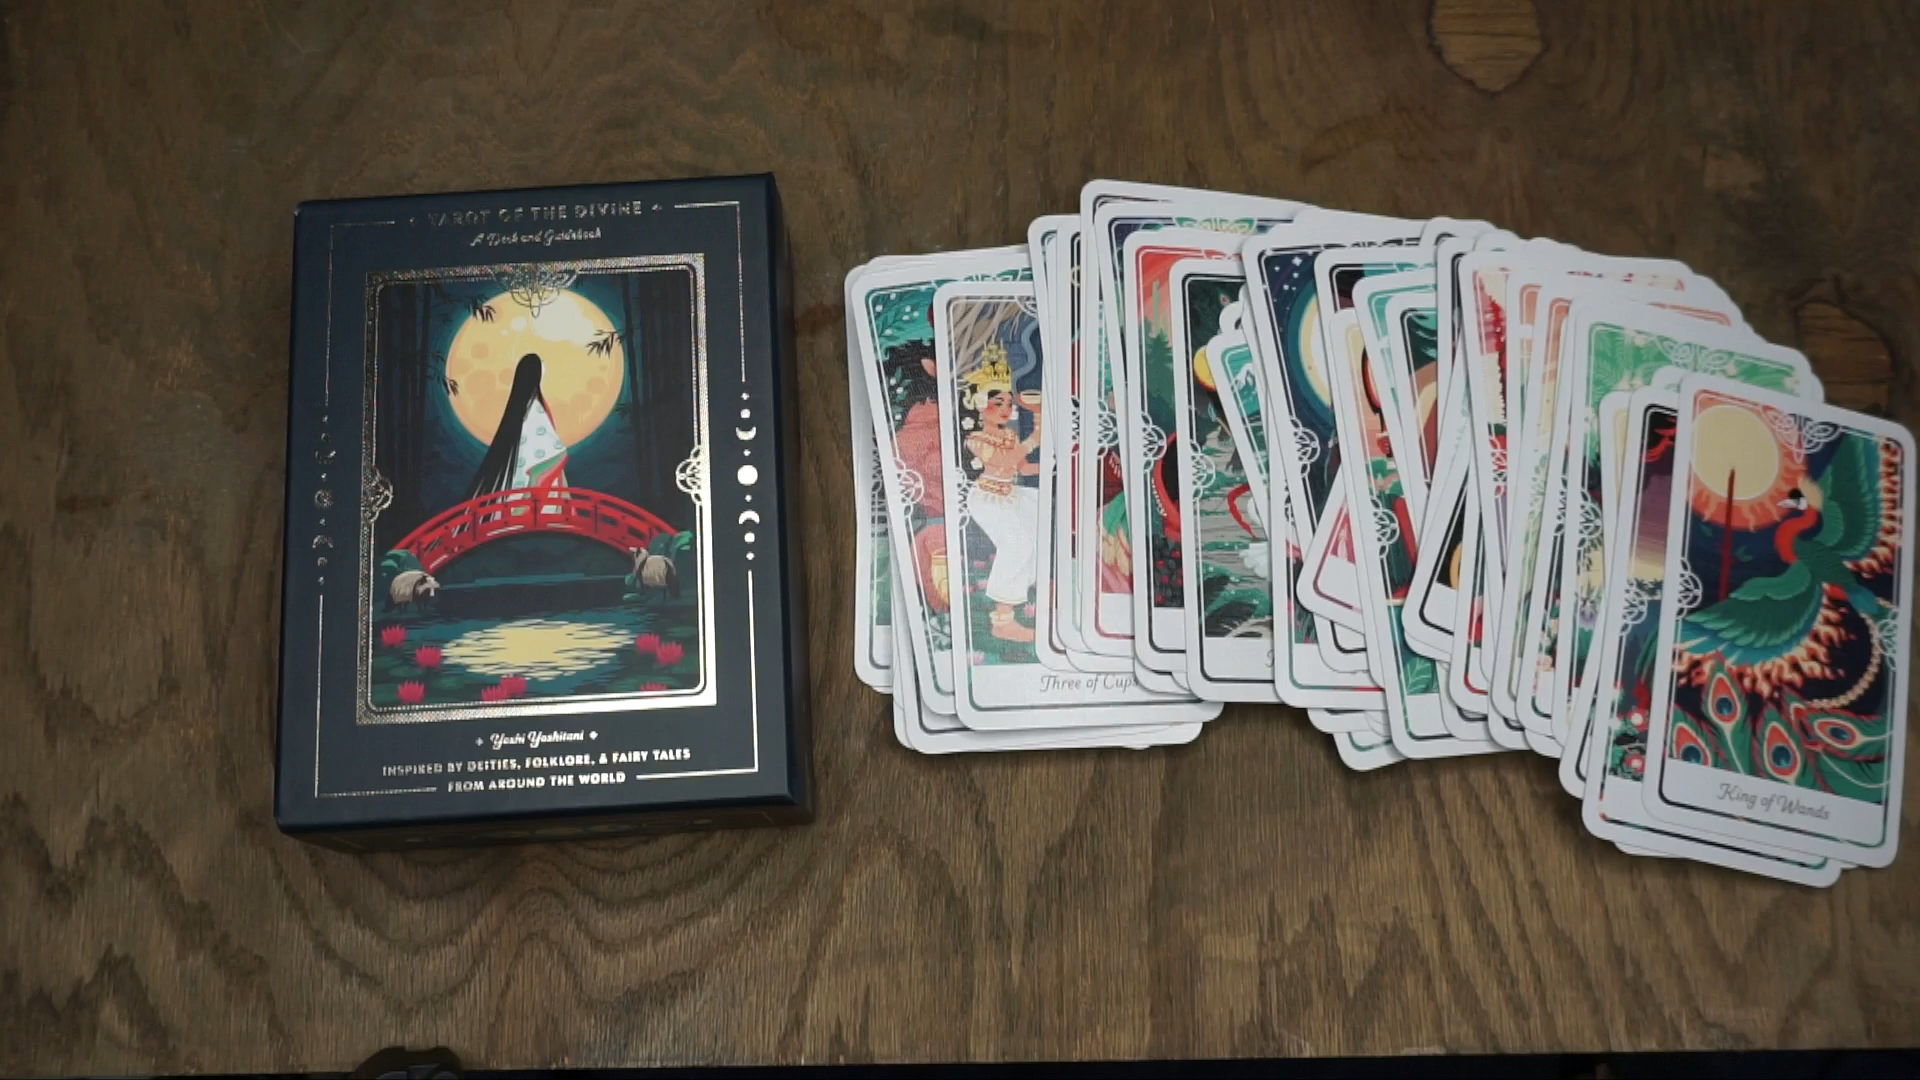 TAROT OF THE DIVINE
A Deck and Guidebook
Yoshi Yoshitani
INSPIRED BY DEITIES, FOLKLORE, & FAIRY TALES
FROM AROUND THE WORLD
Three of Cups
King of Wands